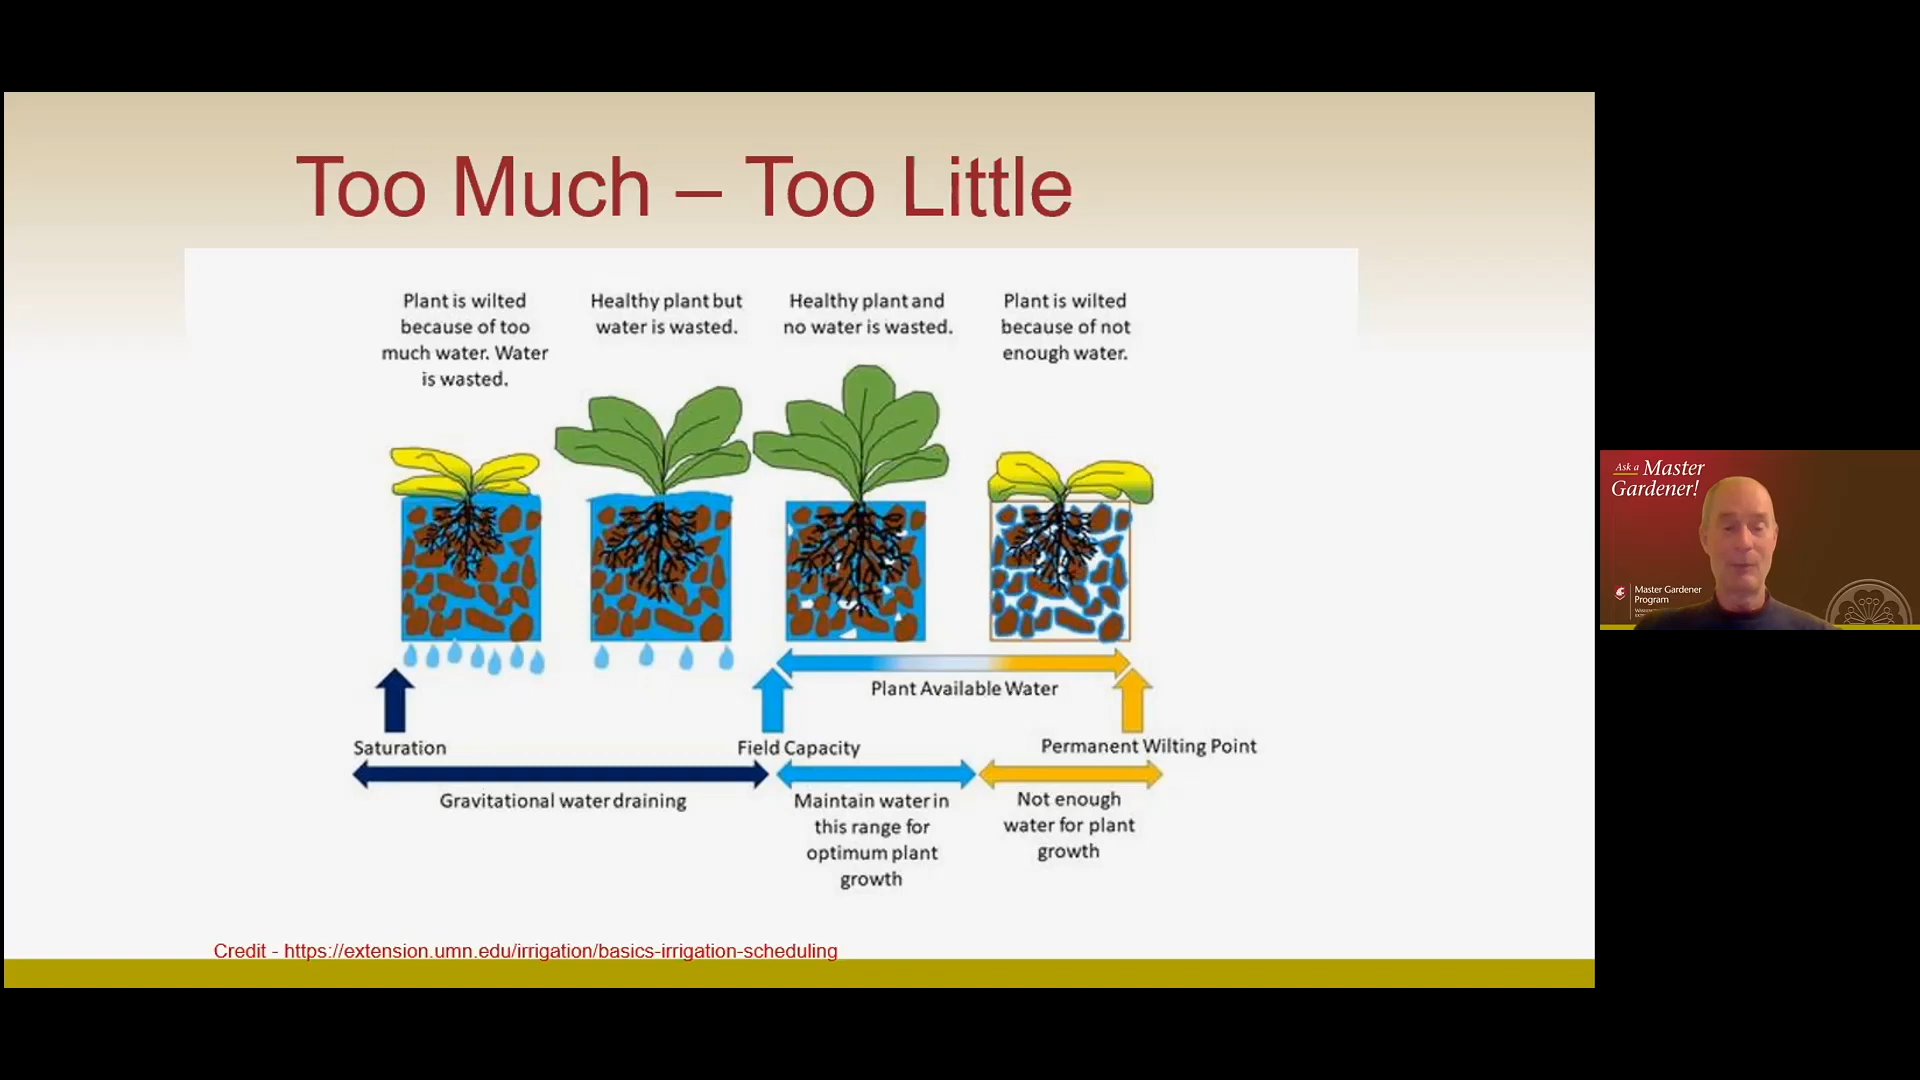 Too Much – Too Little
Plant is wilted
because of too
much water. Water
is wasted.
Healthy plant but
water is wasted.
Healthy plant and
no water is wasted.
Plant is wilted
because of not
enough water.
Plant Available Water
Saturation
Field Capacity
Permanent Wilting Point
Gravitational water draining
Maintain water in
this range for
optimum plant
growth
Not enough
water for plant
growth
Credit - https://extension.umn.edu/irrigation/basics-irrigation-scheduling
Ask a Master
Gardener!
Master Gardener
Program